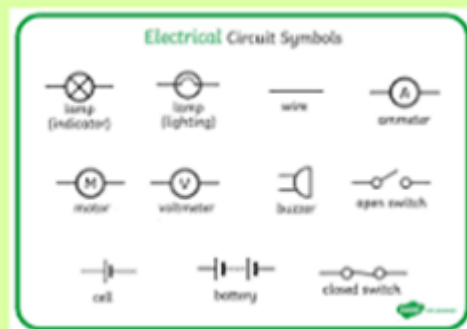 Electrical Circuit Symbols
lamp lamp wire ammeter
(indicator) (lighting)
A
M V
motor voltmeter buzzer open switch
cell battery closed switch